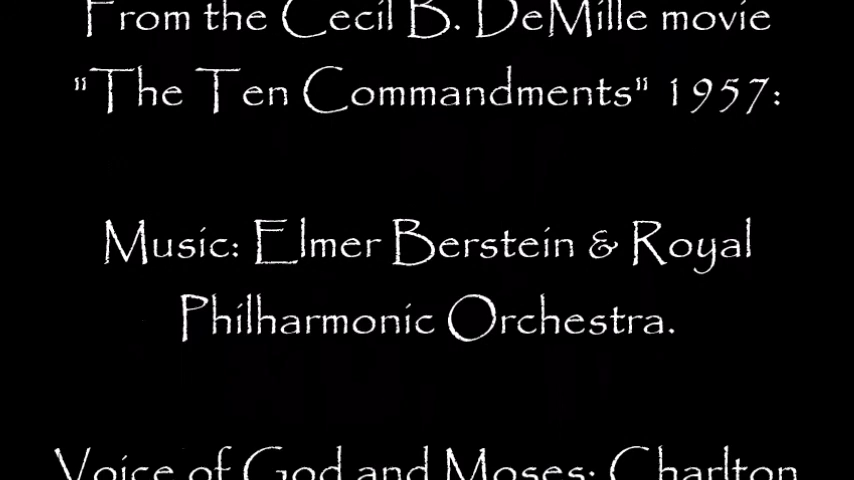 From the Cecil B. DeMille movie
"The Ten Commandments" 1957:
Music: Elmer Berstein & Royal
Philharmonic Orchestra.
Voice of God and Moses: Charlton